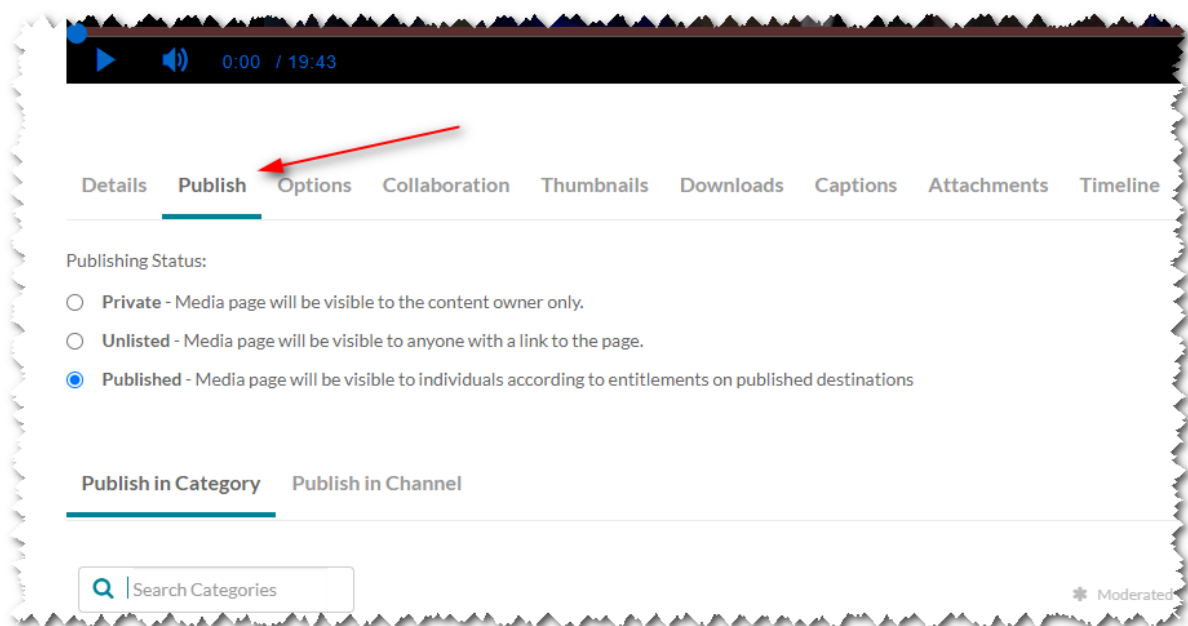 0:00 / 19:43
Details Publish Options Collaboration Thumbnails Downloads Captions Attachments Timeline
Publishing Status:
Private - Media page will be visible to the content owner only.
Unlisted - Media page will be visible to anyone with a link to the page.
Published - Media page will be visible to individuals according to entitlements on published destinations
Publish in Category Publish in Channel
Search Categories
* Moderated